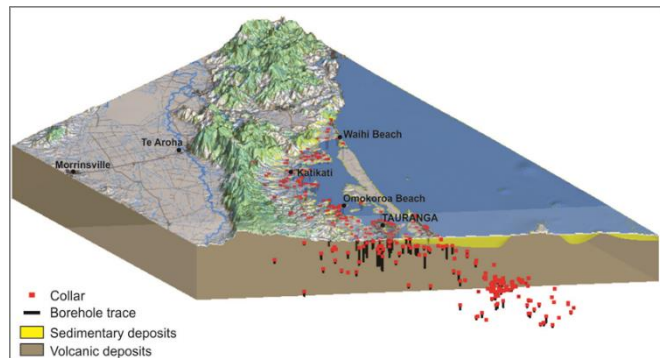 Waihi Beach
Te Aroha
Morrinsville
Katikati
Omokoroa Beach
TAURANGA
Collar
Borehole trace
Sedimentary deposits
Volcanic deposits